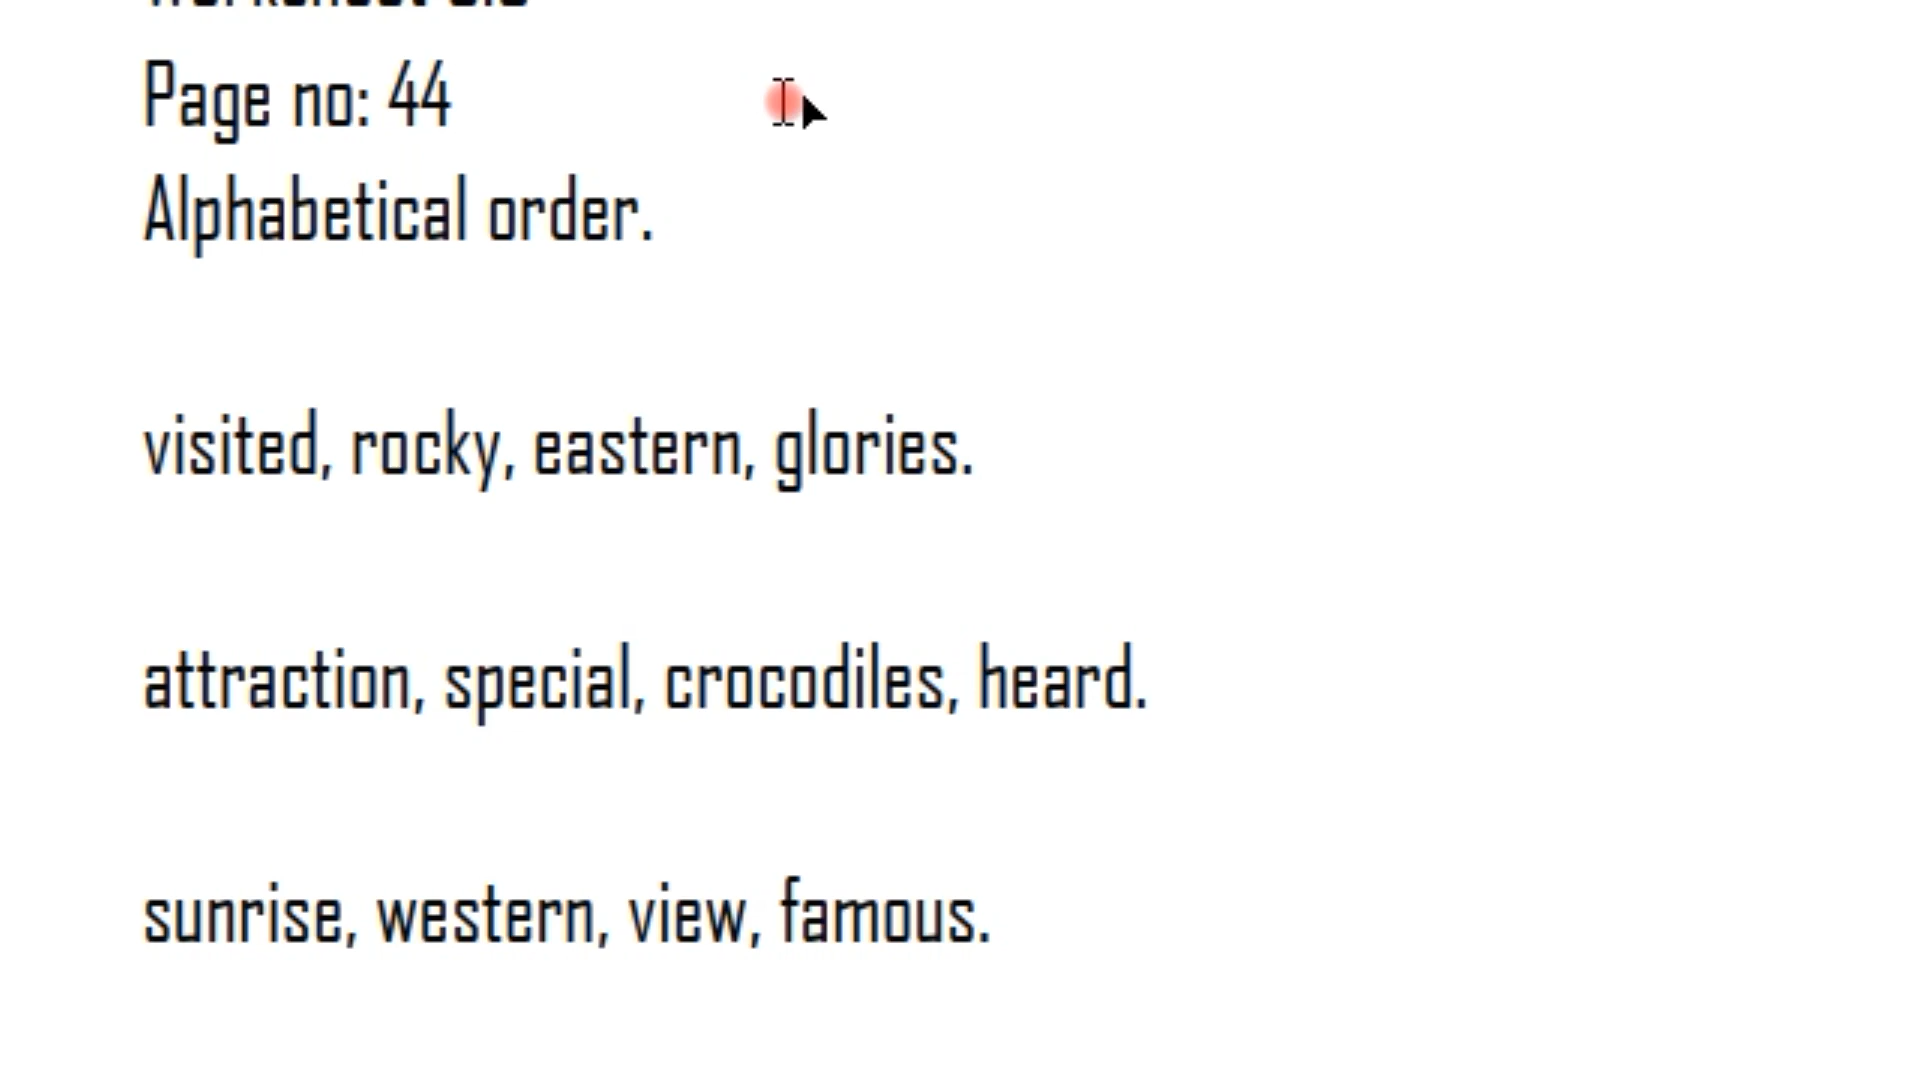 Page no: 44
Alphabetical order.
visited, rocky, eastern, glories.
attraction, special, crocodiles, heard.
sunrise, western, view, famous.